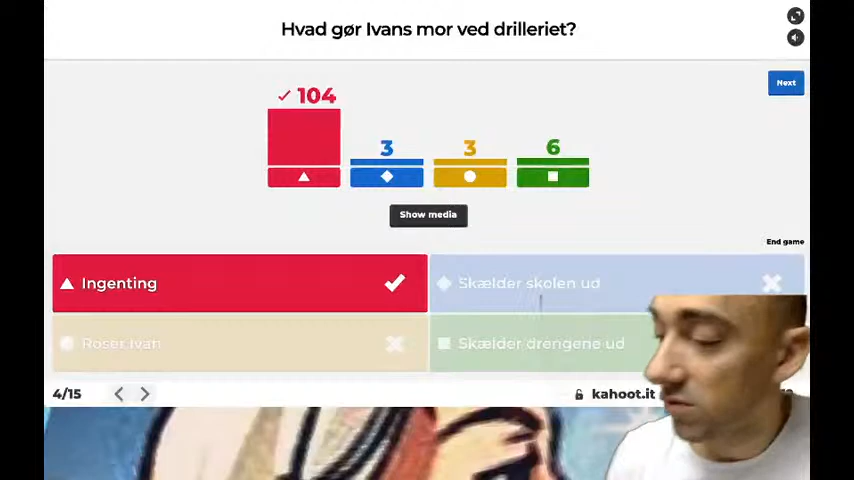 Hvad gør Ivans mor ved drilleriet?
Next
104
3
3
6
Show media
End game
Ingenting
Skælder skolen ud
Roser Ivan
Skælder drengene ud
4/15
kahoot.it